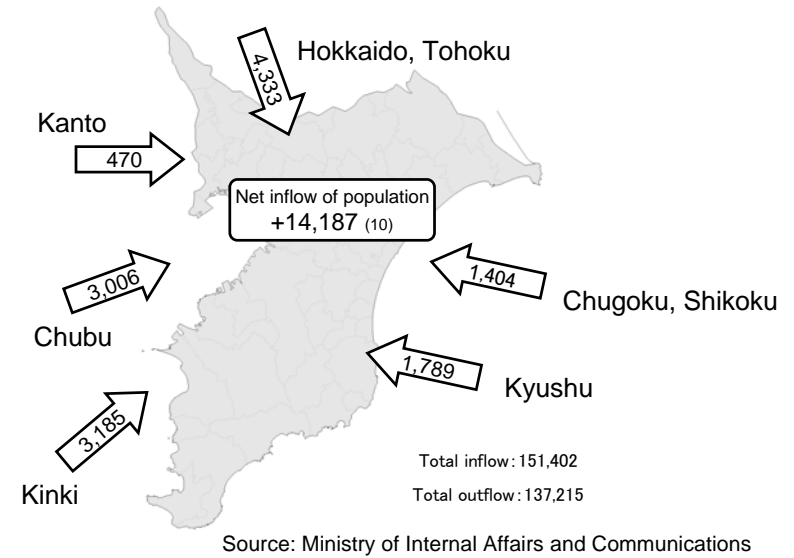 Hokkaido, Tohoku
4,333
Kanto
470
Net inflow of population
+14,187 (10)
3,006
Chubu
1,404
Chugoku, Shikoku
1,789
Kyushu
3,185
Kinki
Total inflow:151,402
Total outflow:137,215
Source: Ministry of Internal Affairs and Communications